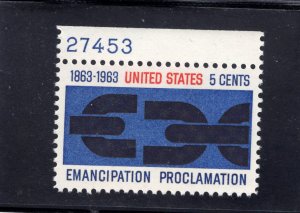 27453
1863-1963 UNITED STATES 5 CENTS
EMANCIPATION PROCLAMATION